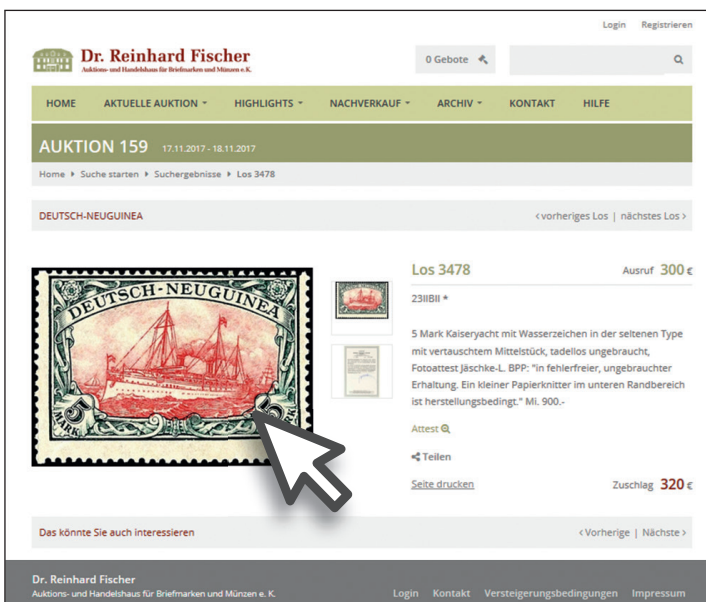 Login Registrieren
Dr. Reinhard Fischer
Auktions- und Handelshaus für Briefmarken und Münzen e.K.
0 Gebote
HOME AKTUELLE AUKTION HIGHLIGHTS NACHVERKAUF ARCHIV KONTAKT HILFE
AUKTION 159 17.11.2017 - 18.11.2017
Home Suche starten Suchergebnisse Los 3478
DEUTSCH-NEUGUINEA < vorheriges Los | nächstes Los >
DEUTSCH-NEUGUINEA
5 MARK
5 MARK
Los 3478 Ausruf 300 €
23IIBII *
5 Mark Kaiseryacht mit Wasserzeichen in der seltenen Type
mit vertauschtem Mittelstück, tadellos ungebraucht,
Fotoattest Jäschke-L. BPP: "in fehlerfreier, ungebrauchter
Erhaltung. Ein kleiner Papierknitter im unteren Randbereich
ist herstellungsbedingt." Mi. 900.-
Attest
Teilen
Seite drucken Zuschlag 320 €
Das könnte Sie auch interessieren < Vorherige | Nächste >
Dr. Reinhard Fischer
Auktions- und Handelshaus für Briefmarken und Münzen e. K.
Login Kontakt Versteigerungsbedingungen Impressum